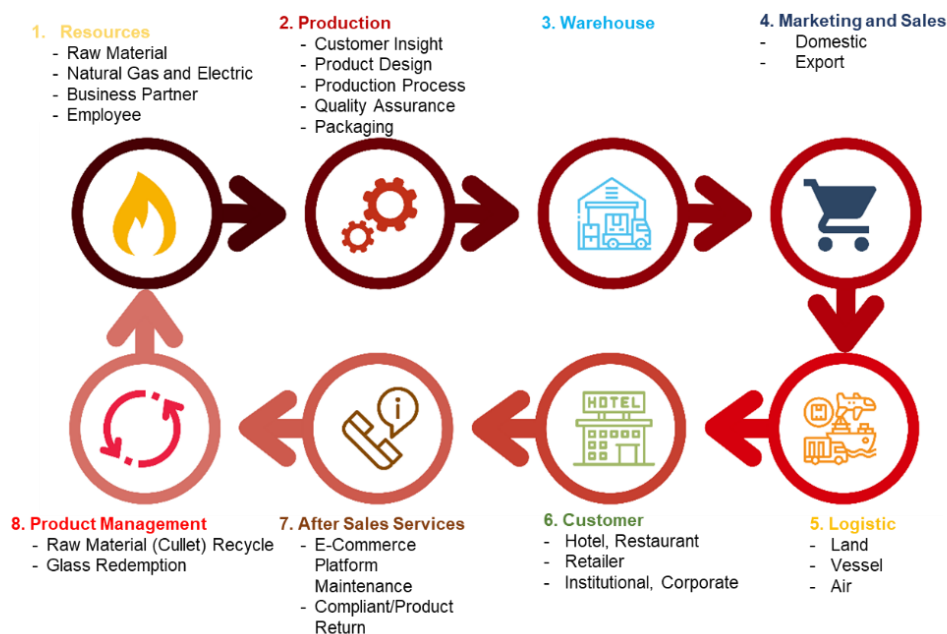 1. Resources
- Raw Material
- Natural Gas and Electric
- Business Partner
- Employee
2. Production
- Customer Insight
- Product Design
- Production Process
- Quality Assurance
- Packaging
3. Warehouse
4. Marketing and Sales
- Domestic
- Export
HOTEL
8. Product Management
- Raw Material (Cullet) Recycle
- Glass Redemption
7. After Sales Services
- E-Commerce
Platform
Maintenance
- Compliant/Product
Return
6. Customer
- Hotel, Restaurant
- Retailer
- Institutional, Corporate
5. Logistic
- Land
- Vessel
- Air